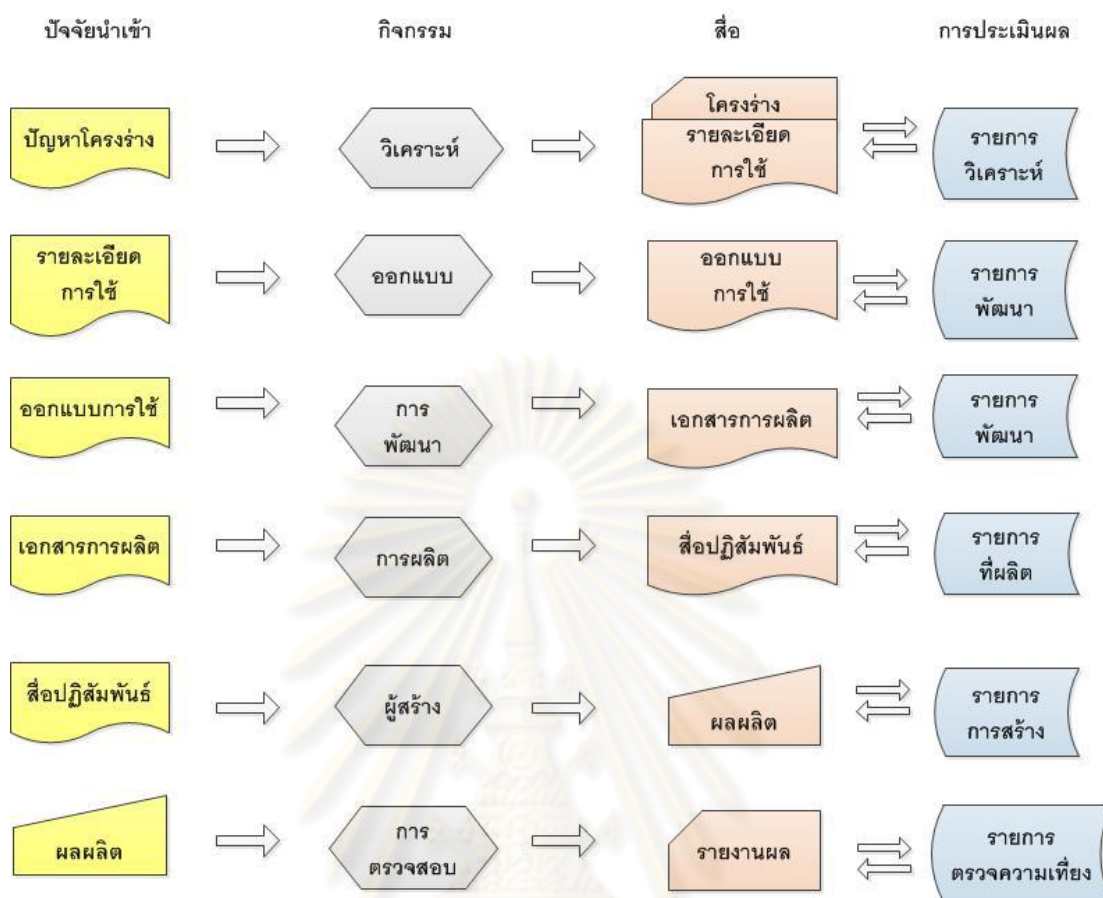 ปัจจัยนำเข้า กิจกรรม สื่อ การประเมินผล
ปัญหาโครงร่าง
วิเคราะห์
โครงร่าง
รายละเอียด
การใช้
รายการ
วิเคราะห์
รายละเอียด
การใช้
ออกแบบ
ออกแบบ
การใช้
รายการ
พัฒนา
ออกแบบการใช้
การ
พัฒนา
เอกสารการผลิต
รายการ
พัฒนา
เอกสารการผลิต
การผลิต
สื่อปฏิสัมพันธ์
รายการ
ที่ผลิต
สื่อปฏิสัมพันธ์
ผู้สร้าง
ผลผลิต
รายการ
การสร้าง
ผลผลิต
การ
ตรวจสอบ
รายงานผล
รายการ
ตรวจความเที่ยง